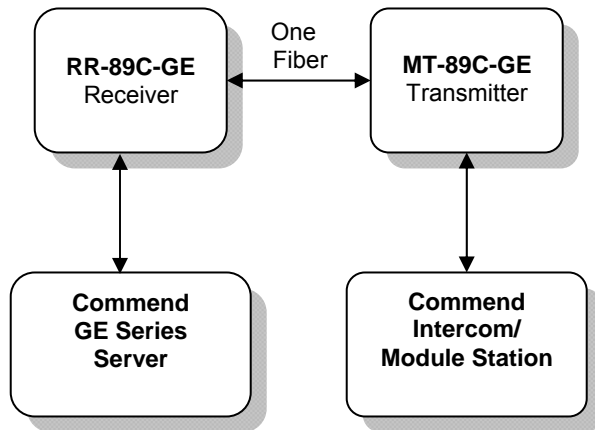 RR-89C-GE
Receiver
One
Fiber
MT-89C-GE
Transmitter
Commend
GE Series
Server
Commend
Intercom/
Module Station